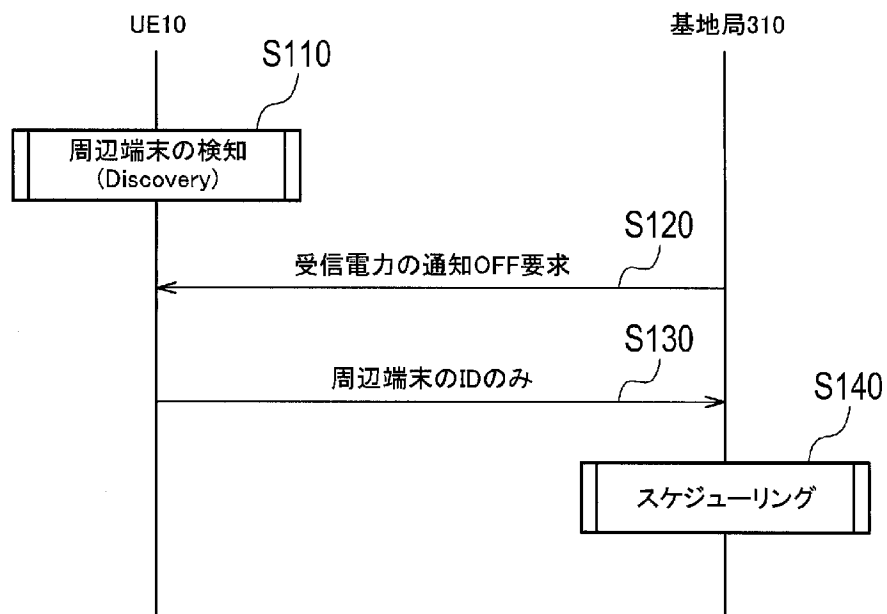 UE10
基地局310
S110
周辺端末の検知
(Discovery)
S120
受信電力の通知OFF要求
S130
周辺端末のIDのみ
S140
スケジューリング